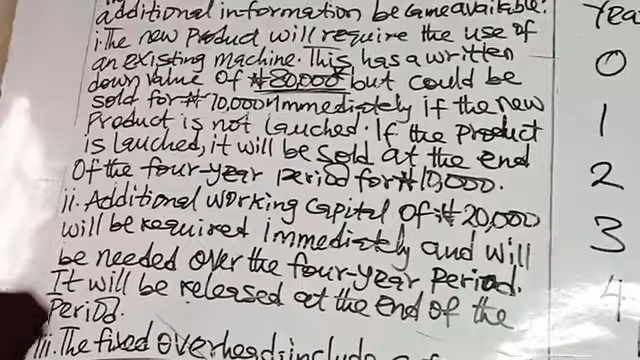 additional information became available:
i. The new Product will require the use of
an existing machine. This has a written
down value of ₦80,000 but could be
sold for ₦70,000 immediately if the new
Product is not lauched. If the product
is lauched, it will be sold at the end
Of the four-year period for ₦10,000.
ii. Additional working capital of ₦20,000
will be required immediately and will
be needed over the four-year period.
It will be released at the end of the
Period.
iii. The fixed overheads include
Year
0
1
2
3
4